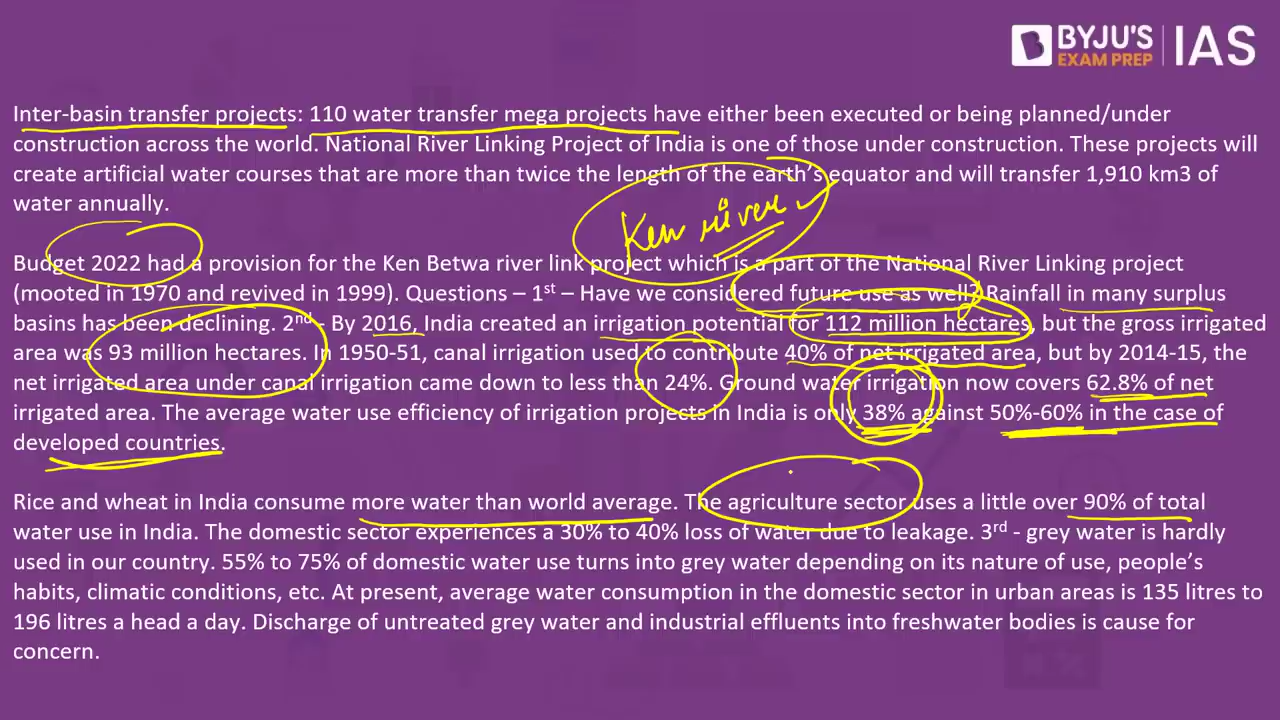 BYJU'S
EXAM PREP
IAS
Inter-basin transfer projects: 110 water transfer mega projects have either been executed or being planned/under
construction across the world. National River Linking Project of India is one of those under construction. These projects will
create artificial water courses that are more than twice the length of the earth's equator and will transfer 1,910 km3 of
water annually.
Ken river
Budget 2022 had a provision for the Ken Betwa river link project which is a part of the National River Linking project
(mooted in 1970 and revived in 1999). Questions – 1st – Have we considered future use as well? Rainfall in many surplus
basins has been declining. 2nd - By 2016, India created an irrigation potential for 112 million hectares, but the gross irrigated
area was 93 million hectares. In 1950-51, canal irrigation used to contribute 40% of net irrigated area, but by 2014-15, the
net irrigated area under canal irrigation came down to less than 24%. Ground water irrigation now covers 62.8% of net
irrigated area. The average water use efficiency of irrigation projects in India is only 38% against 50%-60% in the case of
developed countries.
Rice and wheat in India consume more water than world average. The agriculture sector uses a little over 90% of total
water use in India. The domestic sector experiences a 30% to 40% loss of water due to leakage. 3rd - grey water is hardly
used in our country. 55% to 75% of domestic water use turns into grey water depending on its nature of use, people's
habits, climatic conditions, etc. At present, average water consumption in the domestic sector in urban areas is 135 litres to
196 litres a head a day. Discharge of untreated grey water and industrial effluents into freshwater bodies is cause for
concern.